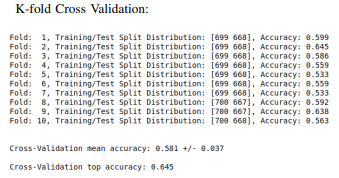 K-fold Cross Validation:
Fold:  1, Training/Test Split Distribution: [699 668], Accuracy: 0.599
Fold:  2, Training/Test Split Distribution: [699 668], Accuracy: 0.645
Fold:  3, Training/Test Split Distribution: [699 668], Accuracy: 0.586
Fold:  4, Training/Test Split Distribution: [699 668], Accuracy: 0.559
Fold:  5, Training/Test Split Distribution: [699 668], Accuracy: 0.533
Fold:  6, Training/Test Split Distribution: [699 668], Accuracy: 0.559
Fold:  7, Training/Test Split Distribution: [699 668], Accuracy: 0.533
Fold:  8, Training/Test Split Distribution: [700 667], Accuracy: 0.592
Fold:  9, Training/Test Split Distribution: [700 667], Accuracy: 0.638
Fold: 10, Training/Test Split Distribution: [700 668], Accuracy: 0.563
Cross-Validation mean accuracy: 0.581 +/- 0.037
Cross-Validation top accuracy: 0.645